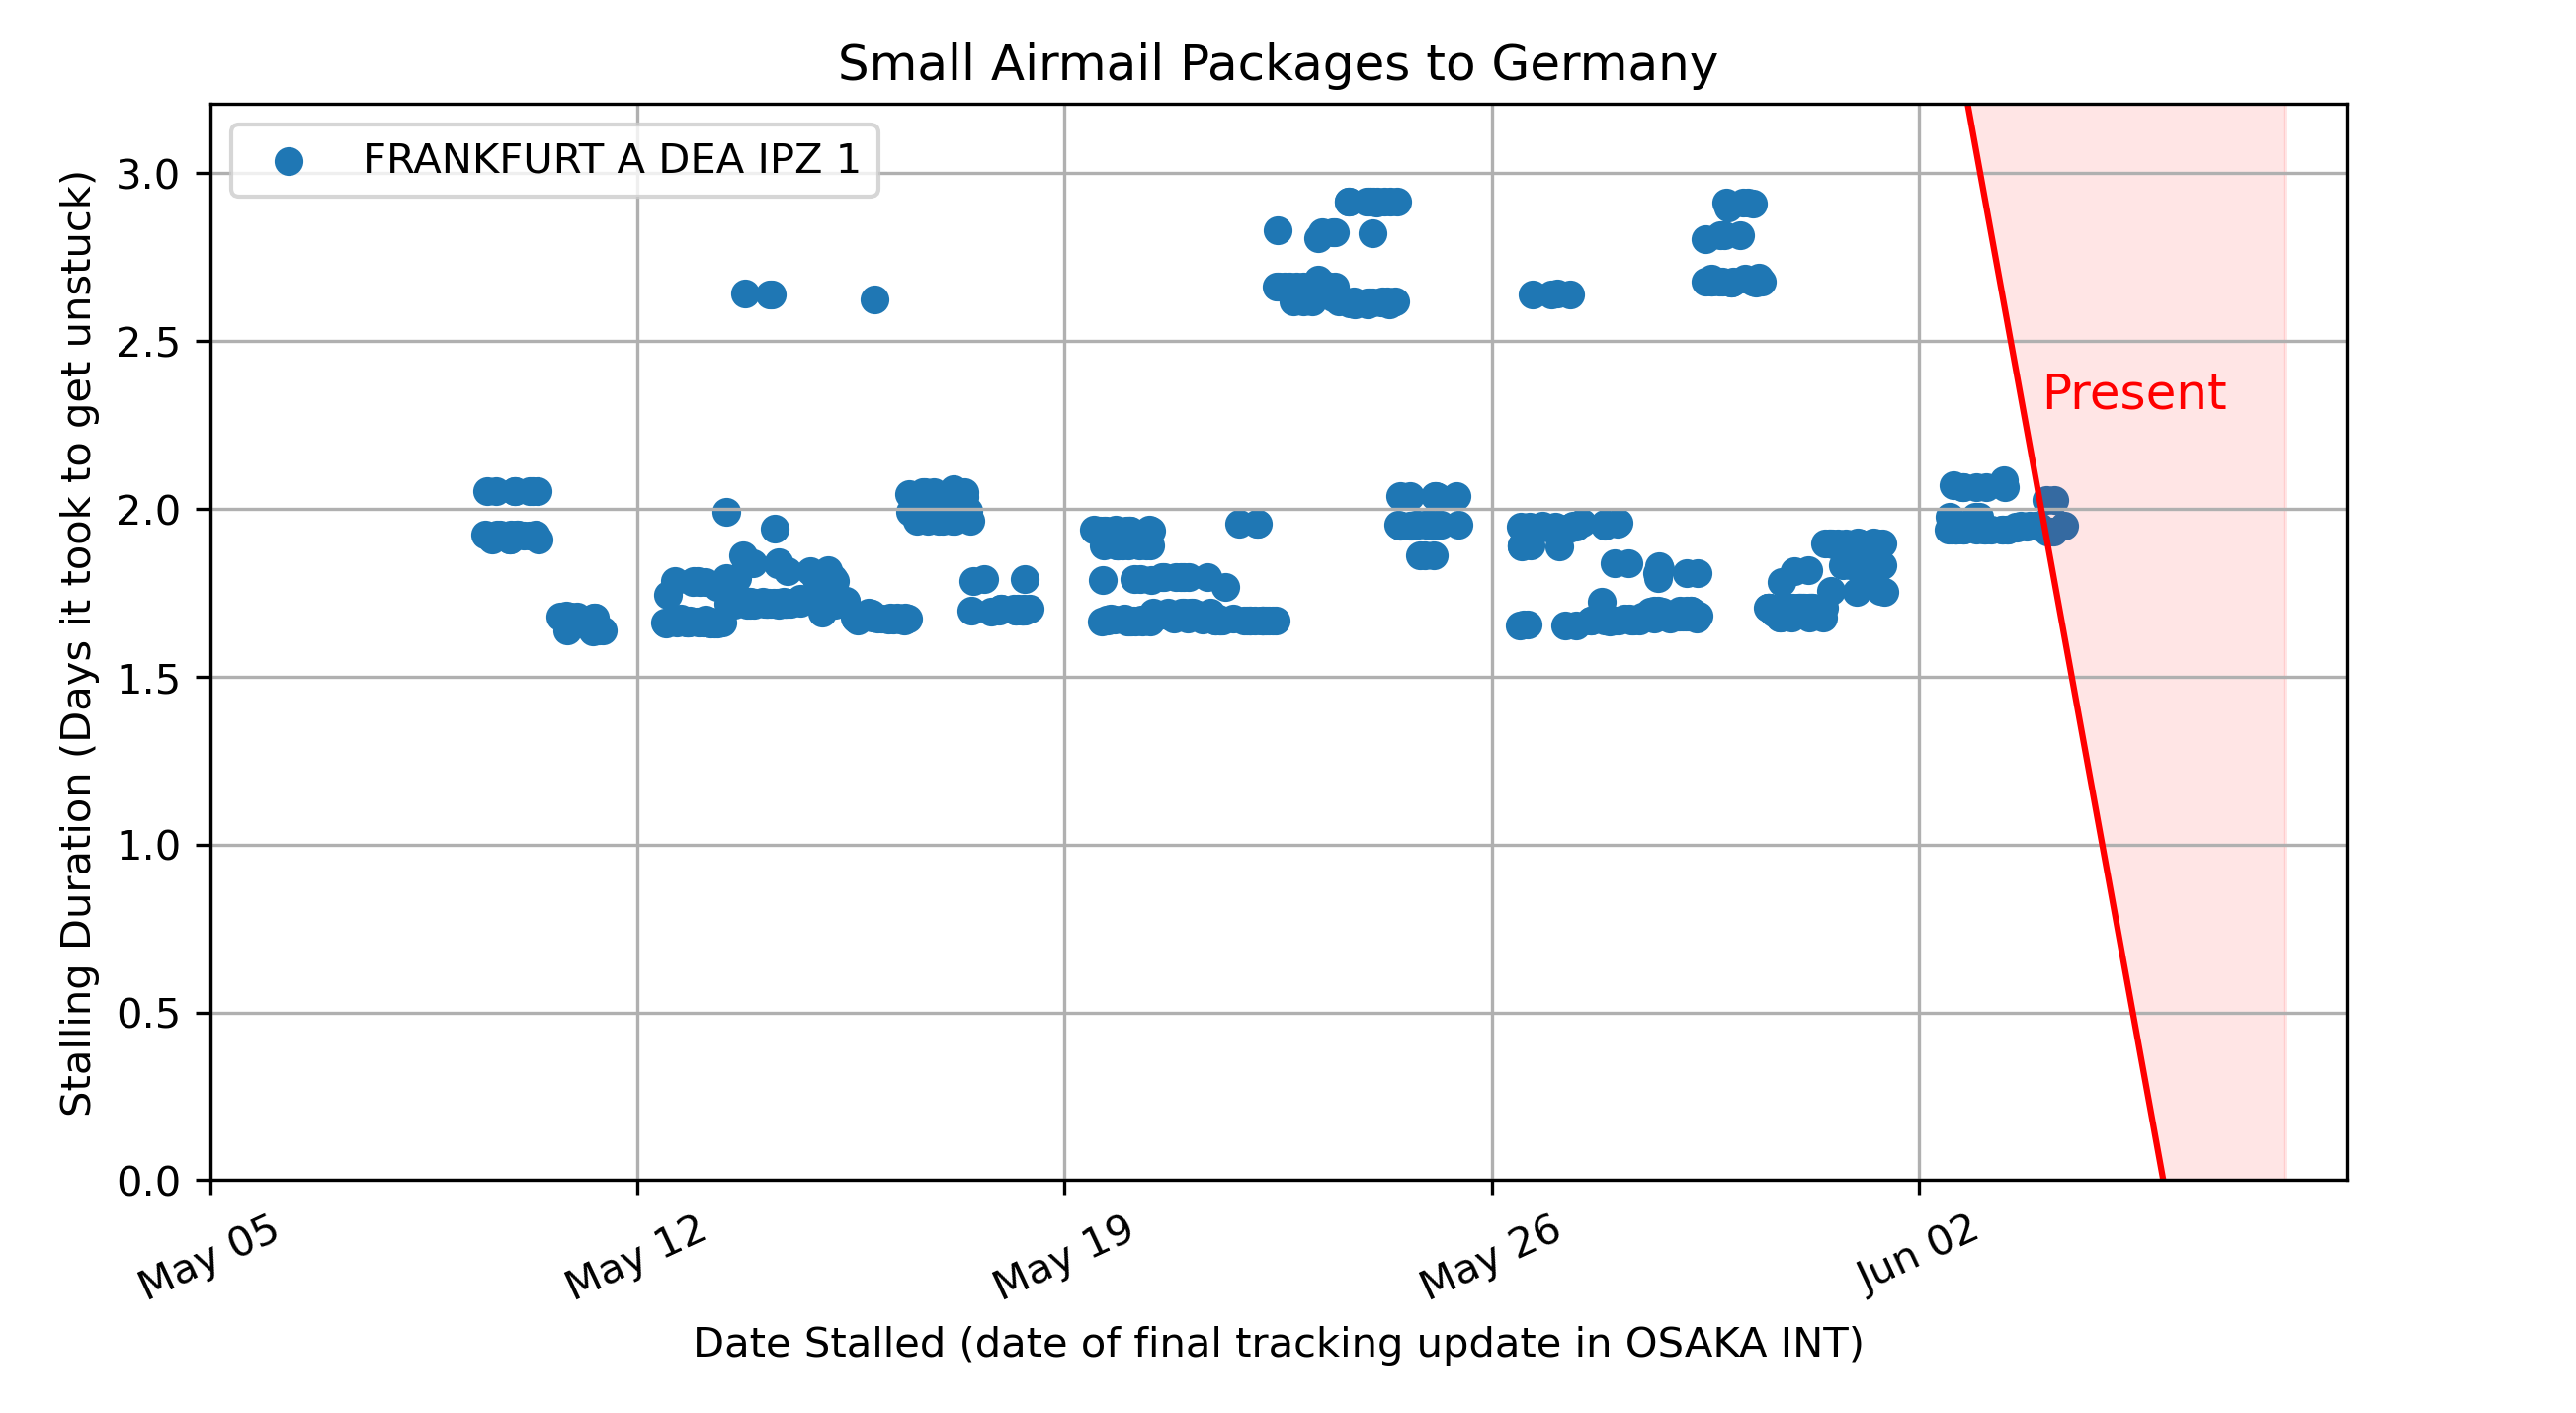 Small Airmail Packages to Germany
FRANKFURT A DEA IPZ 1
Stalling Duration (Days it took to get unstuck)
3.0
2.5
2.0
1.5
1.0
0.5
0.0
Present
May 05
May 12
May 19
May 26
Jun 02
Date Stalled (date of final tracking update in OSAKA INT)